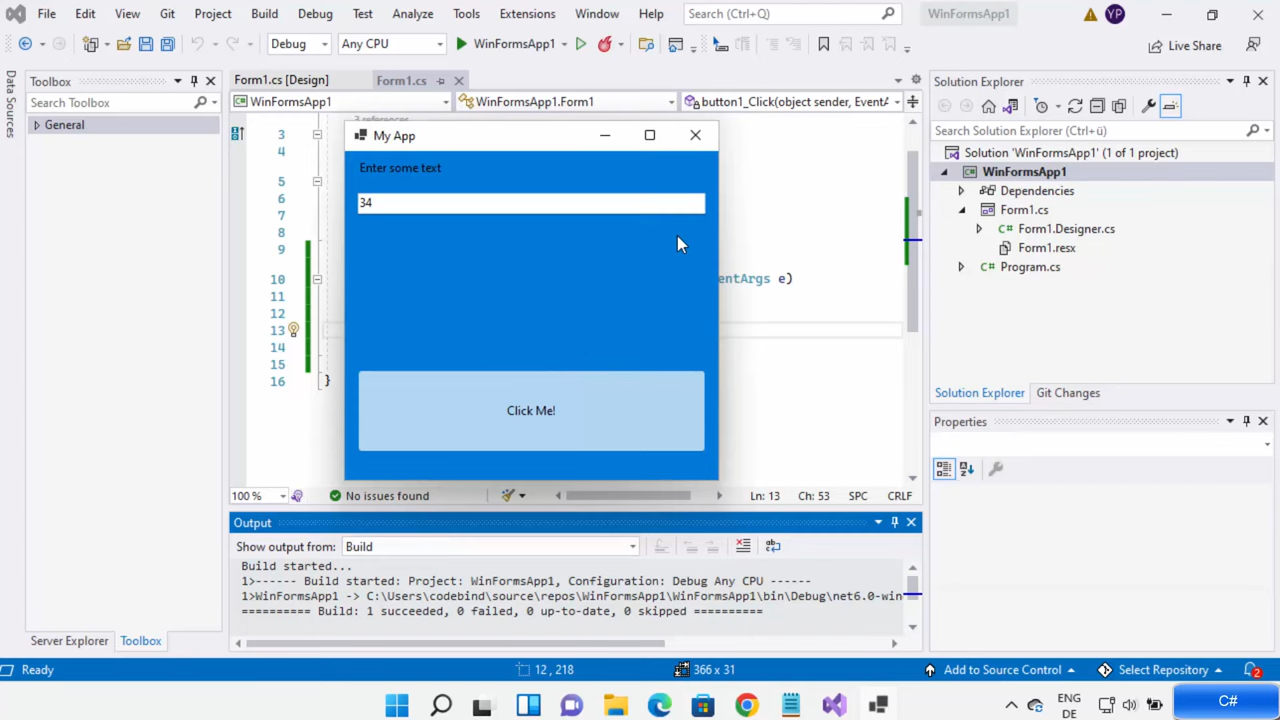 File Edit View Git Project Build Debug Test Analyze Tools Extensions Window Help Search (Ctrl+Q) WinFormsApp1 YP
Debug Any CPU WinFormsApp1 Live Share
Data Sources
Toolbox
Search Toolbox
General
Server Explorer Toolbox
Form1.cs [Design] Form1.cs
WinFormsApp1 WinFormsApp1.Form1 button1_Click(object sender, EventA
3 references
3
4
5
6
7
8
9
10 entArgs e)
11
12
13
14
15
16 }
My App
Enter some text
34
Click Me!
100 % No issues found Ln: 13 Ch: 53 SPC CRLF
Output
Show output from: Build
Build started...
1>------ Build started: Project: WinFormsApp1, Configuration: Debug Any CPU ------
1>WinFormsApp1 -> C:\Users\codebind\source\repos\WinFormsApp1\WinFormsApp1\bin\Debug\net6.0-win
========== Build: 1 succeeded, 0 failed, 0 up-to-date, 0 skipped ==========
Solution Explorer
Search Solution Explorer (Ctrl+ü)
Solution 'WinFormsApp1' (1 of 1 project)
WinFormsApp1
Dependencies
Form1.cs
C# Form1.Designer.cs
Form1.resx
C# Program.cs
Solution Explorer Git Changes
Properties
Ready 12 , 218 366 x 31 Add to Source Control Select Repository 2
ENG
DE
C#